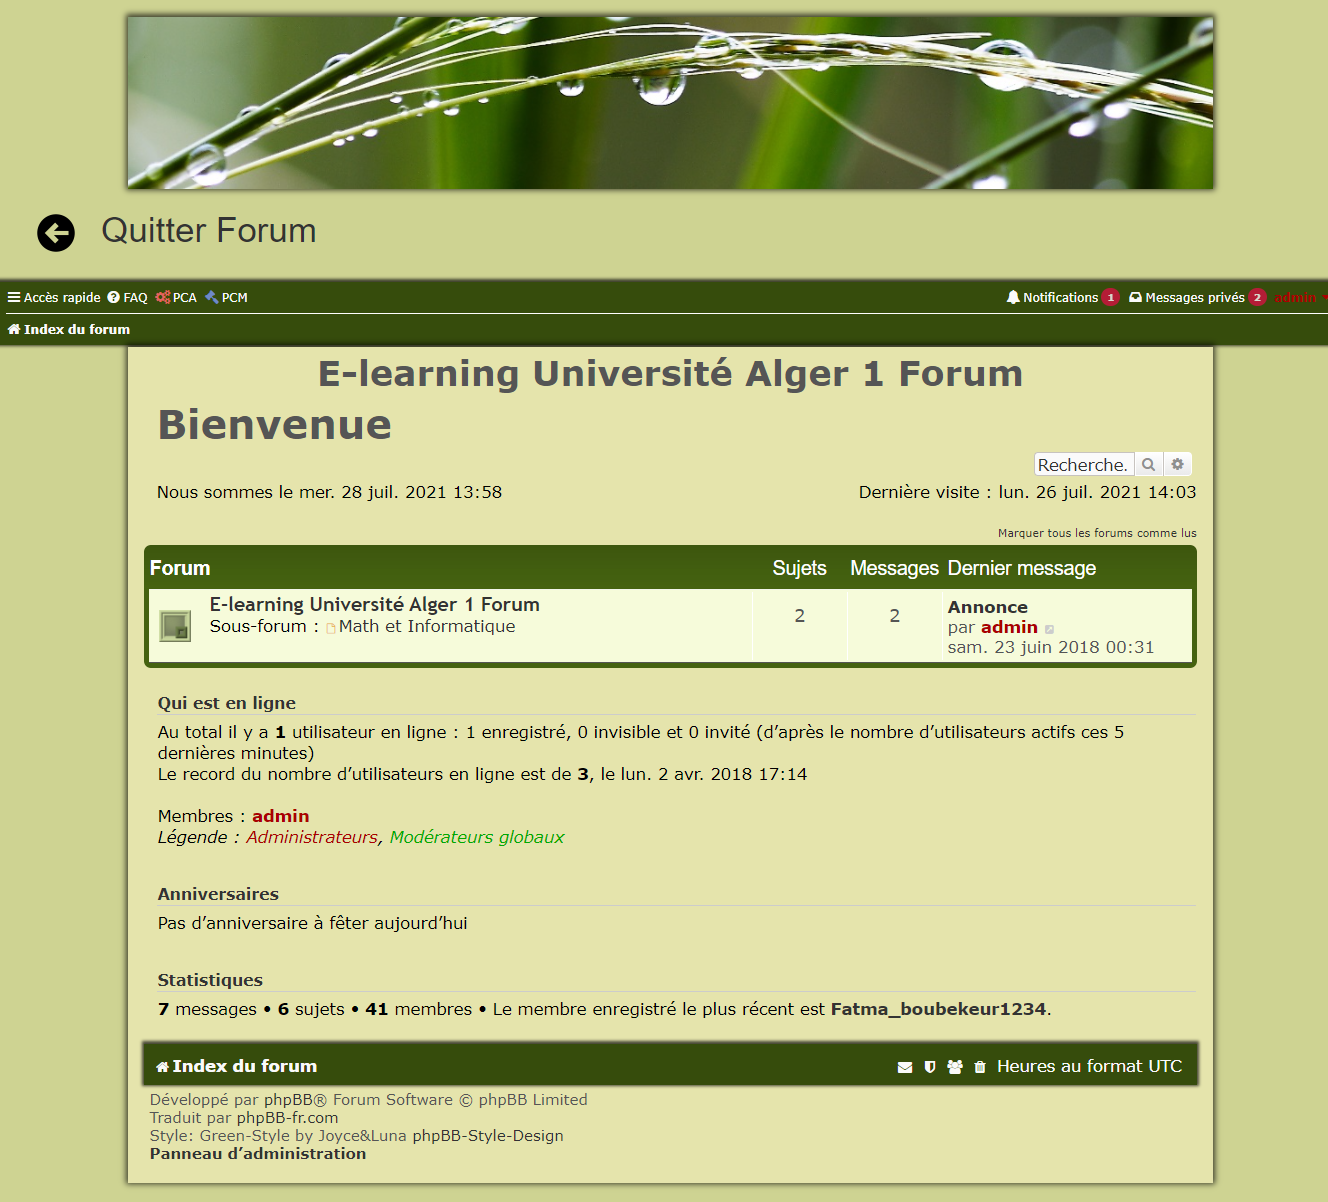 Quitter Forum
Accès rapide FAQ PCA PCM Notifications 1 Messages privés 2 admin
Index du forum
E-learning Université Alger 1 Forum
Bienvenue
Recherche.
Nous sommes le mer. 28 juil. 2021 13:58 Dernière visite : lun. 26 juil. 2021 14:03
Marquer tous les forums comme lus
Forum Sujets Messages Dernier message
E-learning Université Alger 1 Forum
Sous-forum : Math et Informatique
2 2
Annonce
par admin
sam. 23 juin 2018 00:31
Qui est en ligne
Au total il y a 1 utilisateur en ligne : 1 enregistré, 0 invisible et 0 invité (d’après le nombre d’utilisateurs actifs ces 5
dernières minutes)
Le record du nombre d’utilisateurs en ligne est de 3, le lun. 2 avr. 2018 17:14
Membres : admin
Légende : Administrateurs, Modérateurs globaux
Anniversaires
Pas d’anniversaire à fêter aujourd’hui
Statistiques
7 messages • 6 sujets • 41 membres • Le membre enregistré le plus récent est Fatma_boubekeur1234.
Index du forum Heures au format UTC
Développé par phpBB® Forum Software © phpBB Limited
Traduit par phpBB-fr.com
Style: Green-Style by Joyce&Luna phpBB-Style-Design
Panneau d’administration